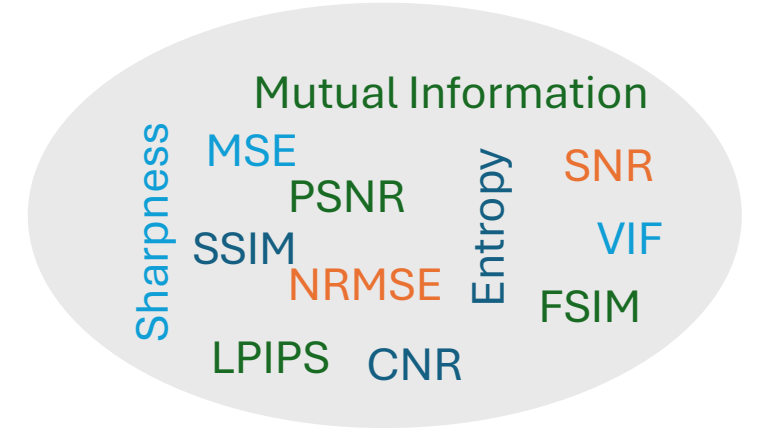 Mutual Information
Sharpness
MSE
PSNR
Entropy
SNR
SSIM
VIF
NRMSE
FSIM
LPIPS
CNR